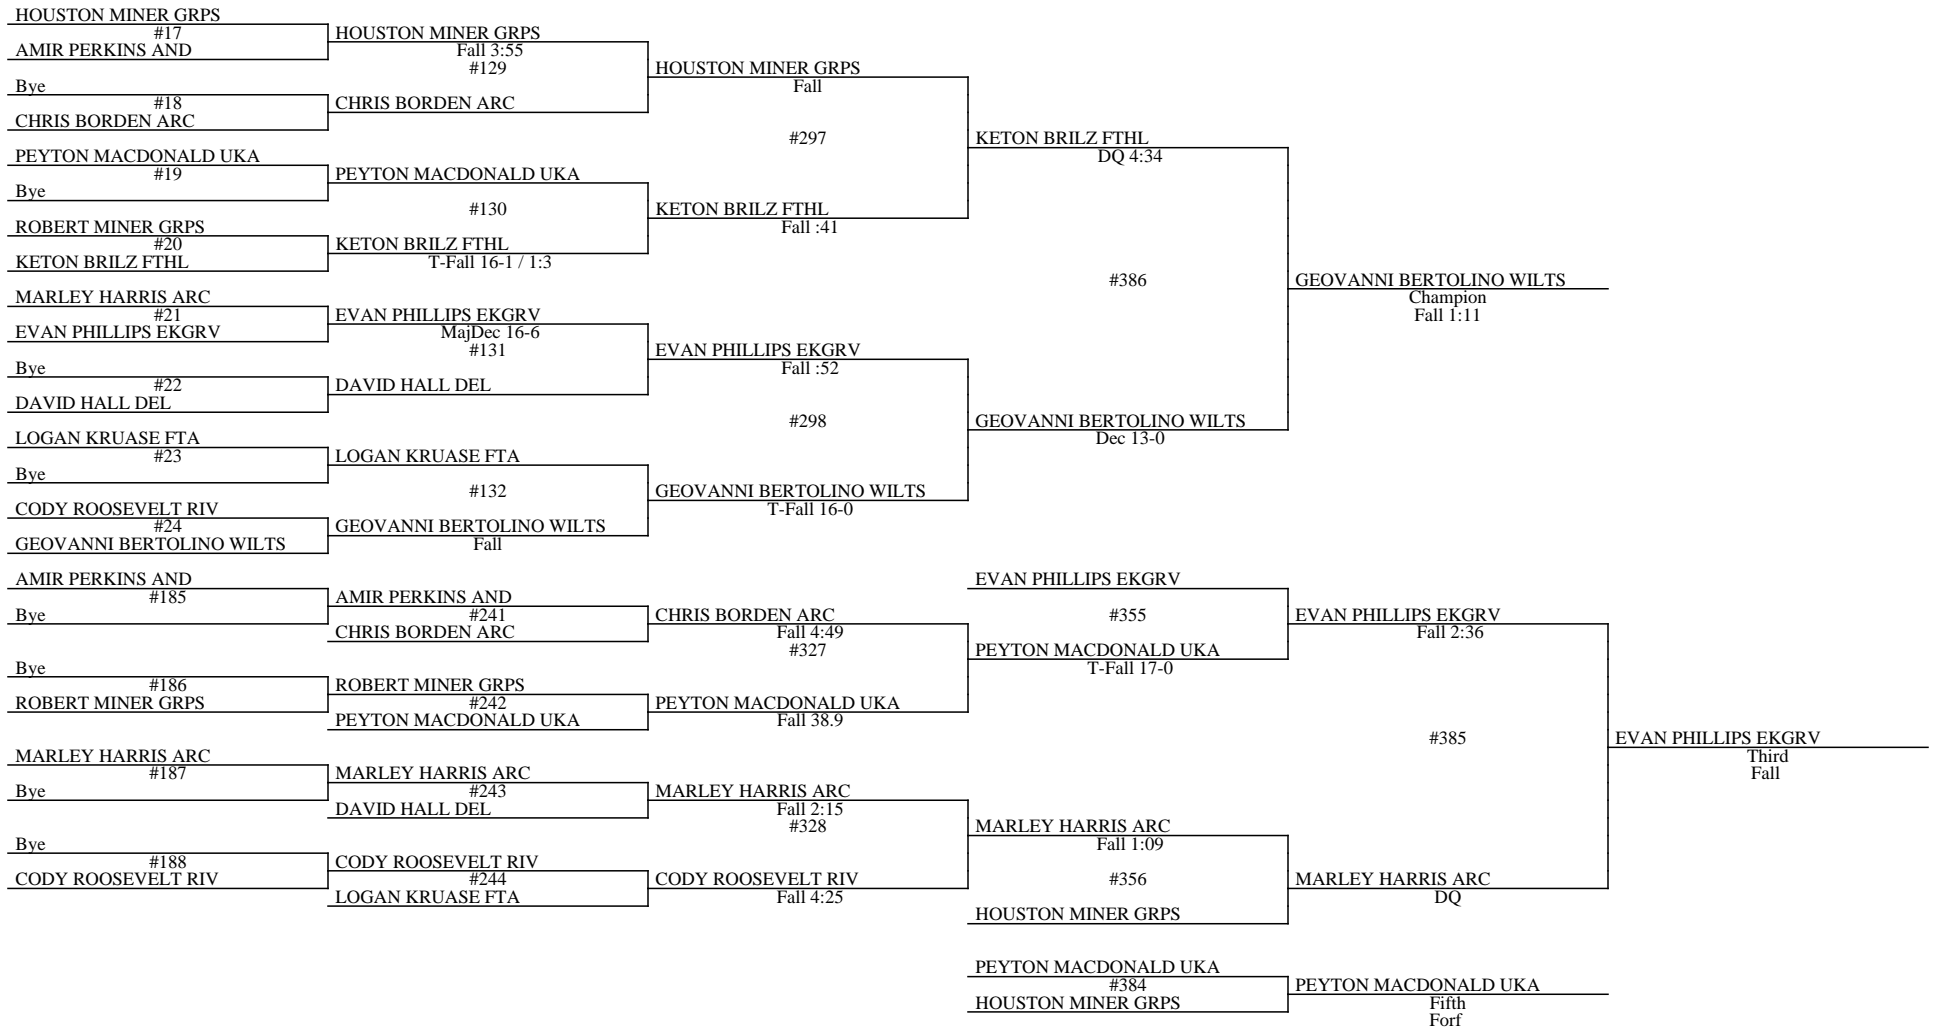 HOUSTON MINER GRPS
#17
AMIR PERKINS AND
Bye
#18
CHRIS BORDEN ARC
PEYTON MACDONALD UKA
#19
Bye
ROBERT MINER GRPS
#20
KETON BRILZ FTHL
MARLEY HARRIS ARC
#21
EVAN PHILLIPS EKGRV
Bye
#22
DAVID HALL DEL
LOGAN KRUASE FTA
#23
Bye
CODY ROOSEVELT RIV
#24
GEOVANNI BERTOLINO WILTS
HOUSTON MINER GRPS
Fall 3:55
#129
CHRIS BORDEN ARC
PEYTON MACDONALD UKA
#130
KETON BRILZ FTHL
T-Fall 16-1 / 1:3
EVAN PHILLIPS EKGRV
MajDec 16-6
#131
DAVID HALL DEL
LOGAN KRUASE FTA
#132
GEOVANNI BERTOLINO WILTS
Fall
HOUSTON MINER GRPS
Fall
#297
KETON BRILZ FTHL
Fall :41
EVAN PHILLIPS EKGRV
Fall :52
#298
GEOVANNI BERTOLINO WILTS
T-Fall 16-0
KETON BRILZ FTHL
DQ 4:34
#386
GEOVANNI BERTOLINO WILTS
Dec 13-0
GEOVANNI BERTOLINO WILTS
Champion
Fall 1:11
AMIR PERKINS AND
#185
Bye
Bye
#186
ROBERT MINER GRPS
MARLEY HARRIS ARC
#187
Bye
Bye
#188
CODY ROOSEVELT RIV
AMIR PERKINS AND
#241
CHRIS BORDEN ARC
ROBERT MINER GRPS
#242
PEYTON MACDONALD UKA
MARLEY HARRIS ARC
#243
DAVID HALL DEL
CODY ROOSEVELT RIV
#244
LOGAN KRUASE FTA
CHRIS BORDEN ARC
Fall 4:49
#327
PEYTON MACDONALD UKA
Fall 38.9
MARLEY HARRIS ARC
Fall 2:15
#328
CODY ROOSEVELT RIV
Fall 4:25
EVAN PHILLIPS EKGRV
#355
PEYTON MACDONALD UKA
T-Fall 17-0
MARLEY HARRIS ARC
Fall 1:09
#356
HOUSTON MINER GRPS
EVAN PHILLIPS EKGRV
Fall 2:36
#385
MARLEY HARRIS ARC
DQ
EVAN PHILLIPS EKGRV
Third
Fall
PEYTON MACDONALD UKA
#384
HOUSTON MINER GRPS
PEYTON MACDONALD UKA
Fifth
Forf